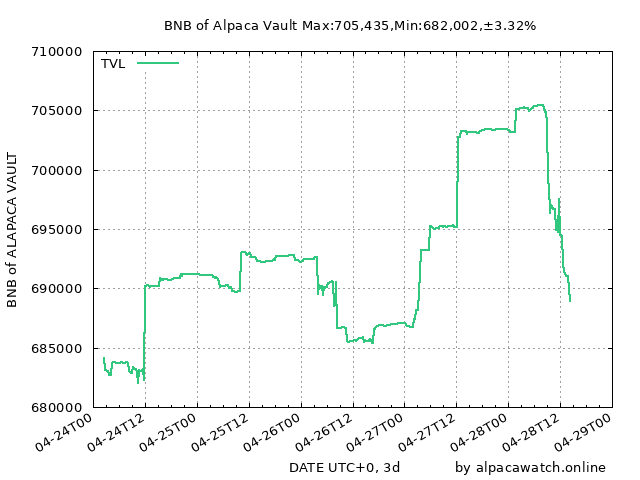 BNB of Alpaca Vault Max:705,435,Min:682,002,±3.32%
TVL
BNB of ALAPACA VAULT
710000
705000
700000
695000
690000
685000
680000
04-24T00
04-24T12
04-25T00
04-25T12
04-26T00
04-26T12
04-27T00
04-27T12
04-28T00
04-28T12
04-29T00
DATE UTC+0, 3d
by alpacawatch.online